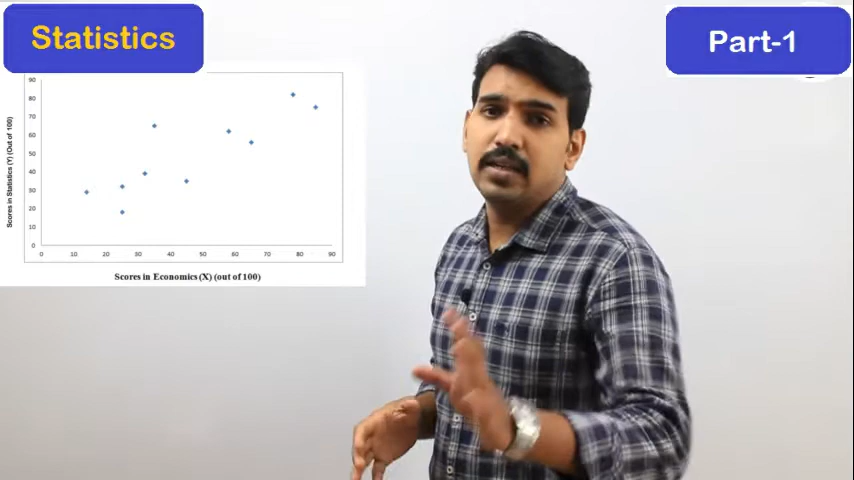 Statistics
Part-1
90
80
70
60
50
40
30
20
10
0
Scores in Statistics (Y) (Out of 100)
0 10 20 30 40 50 60 70 80 90
Scores in Economics (X) (out of 100)